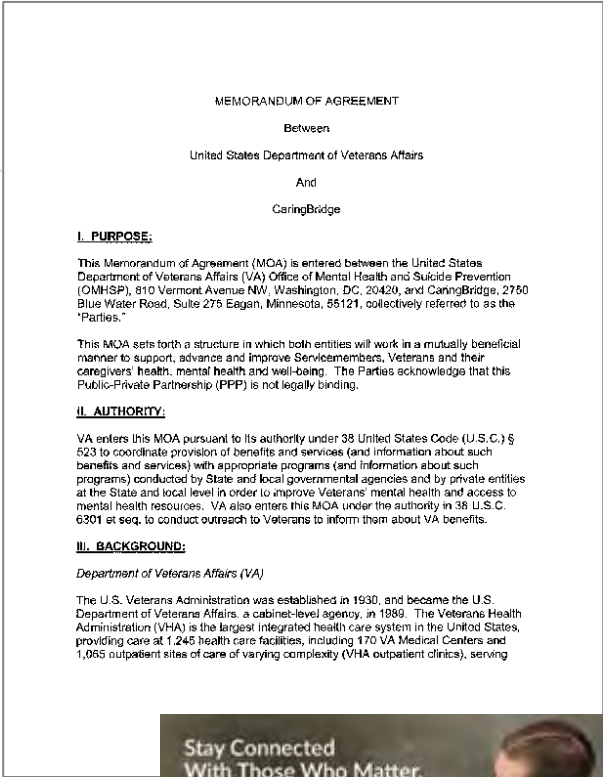 MEMORANDUM OF AGREEMENT
Between
United States Department of Veterans Affairs
And
CaringBridge
I. PURPOSE:
This Memorandum of Agreement (MOA) is entered between the United States
Department of Veterans Affairs (VA) Office of Mental Health and Suicide Prevention
(OMHSP), 810 Vermont Avenue NW, Washington, DC, 20420, and CaringBridge, 2750
Blue Water Road, Suite 275 Eagan, Minnesota, 55121, collectively referred to as the
"Parties."
This MOA sets forth a structure in which both entities will work in a mutually beneficial
manner to support, advance and improve Servicemembers, Veterans and their
caregivers' health, mental health and well-being. The Parties acknowledge that this
Public-Private Partnership (PPP) is not legally binding.
II. AUTHORITY:
VA enters this MOA pursuant to its authority under 38 United States Code (U.S.C.) §
523 to coordinate provision of benefits and services (and information about such
benefits and services) with appropriate programs (and information about such
programs) conducted by State and local governmental agencies and by private entities
at the State and local level in order to improve Veterans' mental health and access to
mental health resources. VA also enters this MOA under the authority in 38 U.S.C.
6301 et seq. to conduct outreach to Veterans to inform them about VA benefits.
III. BACKGROUND:
Department of Veterans Affairs (VA)
The U.S. Veterans Administration was established in 1930, and became the U.S.
Department of Veterans Affairs, a cabinet-level agency, in 1989. The Veterans Health
Administration (VHA) is the largest integrated health care system in the United States,
providing care at 1,245 health care facilities, including 170 VA Medical Centers and
1,065 outpatient sites of care of varying complexity (VHA outpatient clinics), serving
Stay Connected
With Those Who Matter.